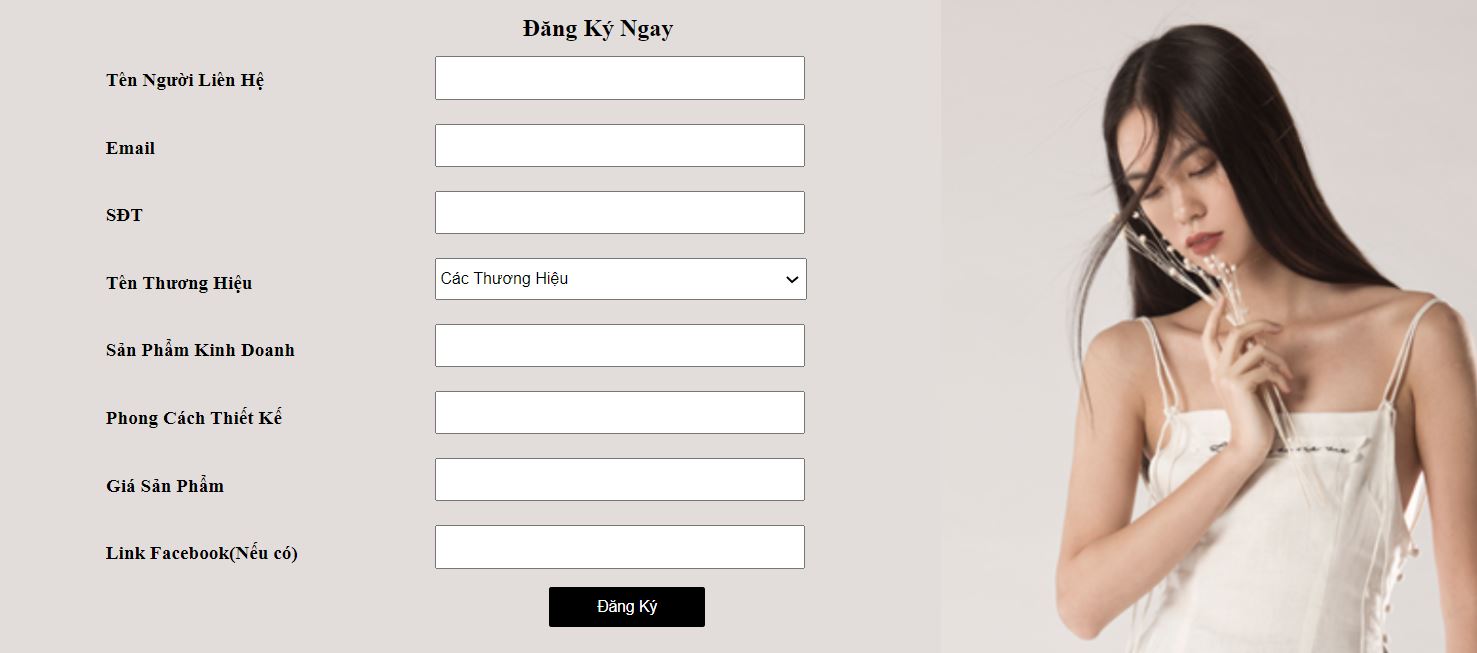 Đăng Ký Ngay
Tên Người Liên Hệ
Email
SĐT
Tên Thương Hiệu
Các Thương Hiệu
Sản Phẩm Kinh Doanh
Phong Cách Thiết Kế
Giá Sản Phẩm
Link Facebook(Nếu có)
Đăng Ký